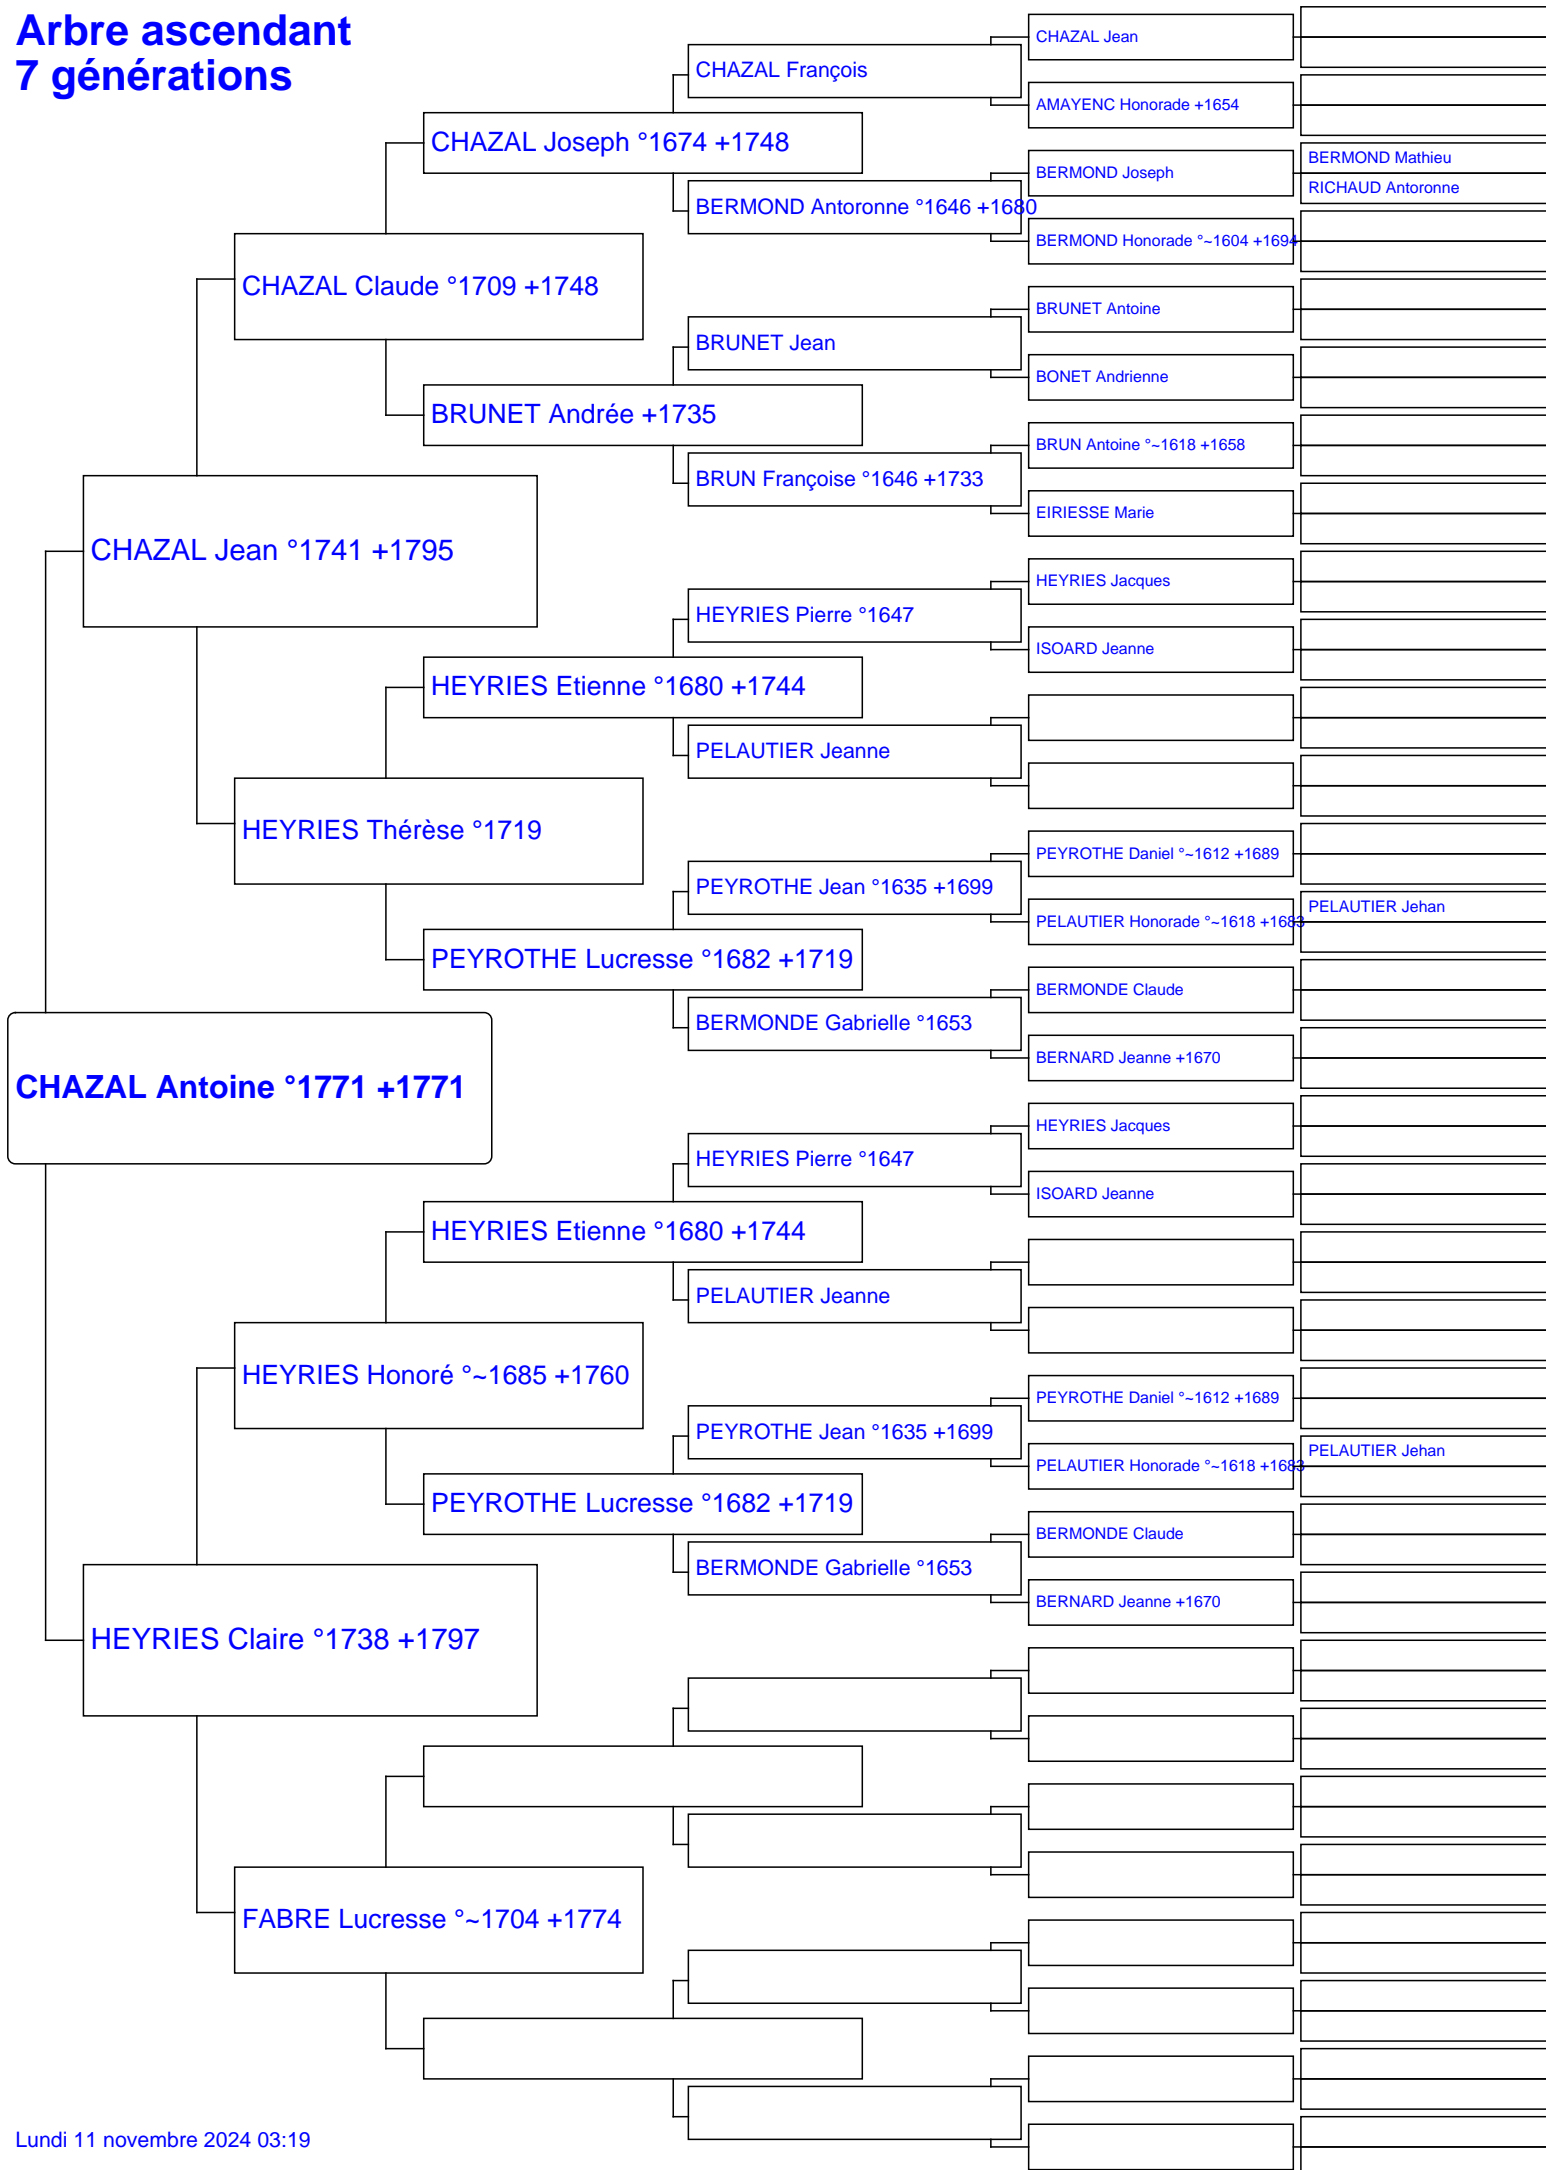 Arbre ascendant
7 générations
CHAZAL Jean
CHAZAL François
AMAYENC Honorade +1654
CHAZAL Joseph °1674 +1748
BERMOND Mathieu
BERMOND Joseph
RICHAUD Antoronne
BERMOND Antoronne °1646 +1680
BERMOND Honorade °~1604 +1694
CHAZAL Claude °1709 +1748
BRUNET Antoine
BRUNET Jean
BONET Andrienne
BRUNET Andrée +1735
BRUN Antoine °~1618 +1658
BRUN Françoise °1646 +1733
EIRIESSE Marie
CHAZAL Jean °1741 +1795
HEYRIES Jacques
HEYRIES Pierre °1647
ISOARD Jeanne
HEYRIES Etienne °1680 +1744
PELAUTIER Jeanne
HEYRIES Thérèse °1719
PEYROTHE Daniel °~1612 +1689
PEYROTHE Jean °1635 +1699
PELAUTIER Jehan
PELAUTIER Honorade °~1618 +1683
PEYROTHE Lucresse °1682 +1719
BERMONDE Claude
BERMONDE Gabrielle °1653
BERNARD Jeanne +1670
CHAZAL Antoine °1771 +1771
HEYRIES Jacques
HEYRIES Pierre °1647
ISOARD Jeanne
HEYRIES Etienne °1680 +1744
PELAUTIER Jeanne
HEYRIES Honoré °~1685 +1760
PEYROTHE Daniel °~1612 +1689
PEYROTHE Jean °1635 +1699
PELAUTIER Jehan
PELAUTIER Honorade °~1618 +1683
PEYROTHE Lucresse °1682 +1719
BERMONDE Claude
BERMONDE Gabrielle °1653
BERNARD Jeanne +1670
HEYRIES Claire °1738 +1797
FABRE Lucresse °~1704 +1774
Lundi 11 novembre 2024 03:19